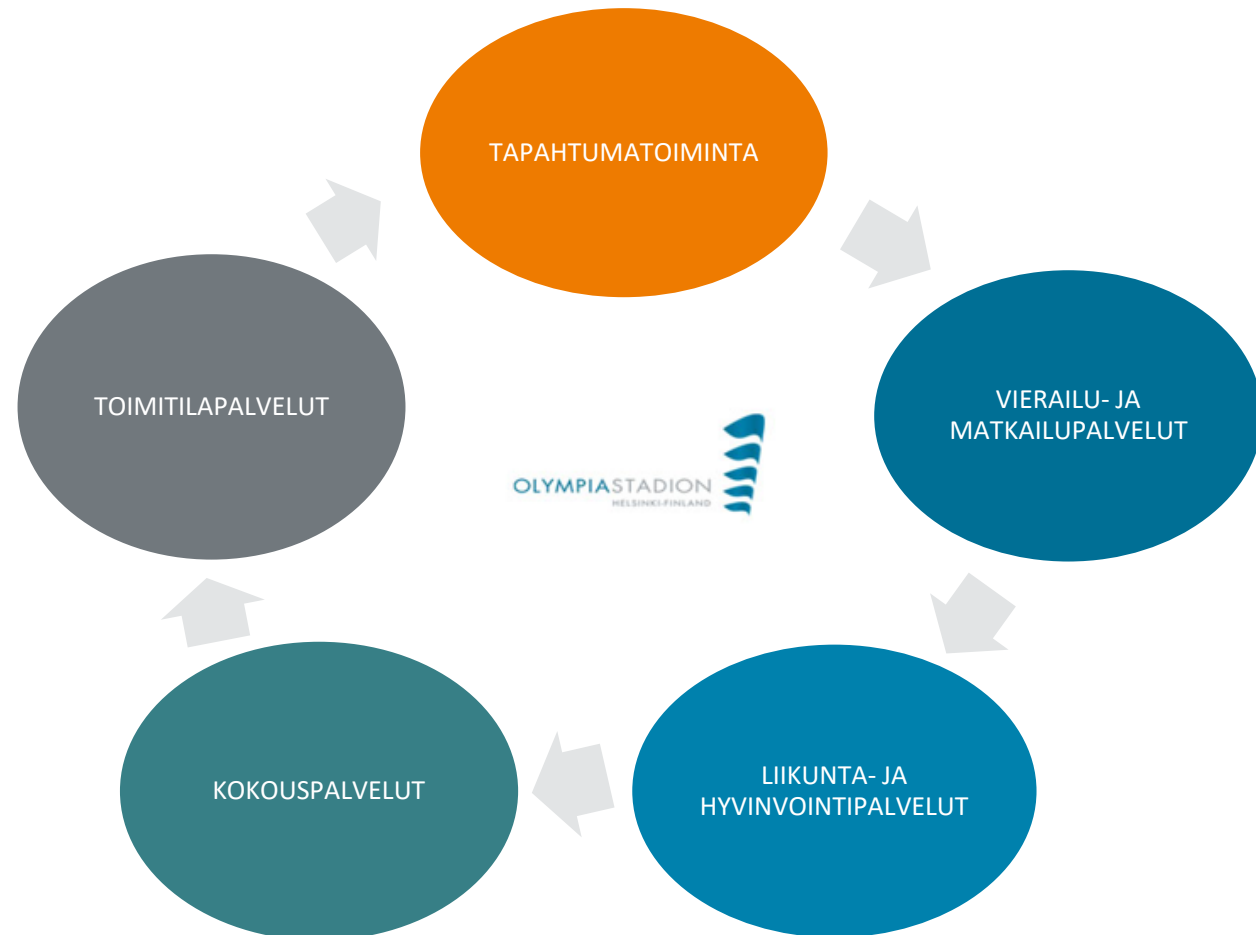 TAPAHTUMATOIMINTA
VIERAILU- JA
MATKAILUPALVELUT
LIIKUNTA- JA
HYVINVOINTIPALVELUT
KOKOUSPALVELUT
TOIMITILAPALVELUT
OLYMPIASTADION
HELSINKI-FINLAND